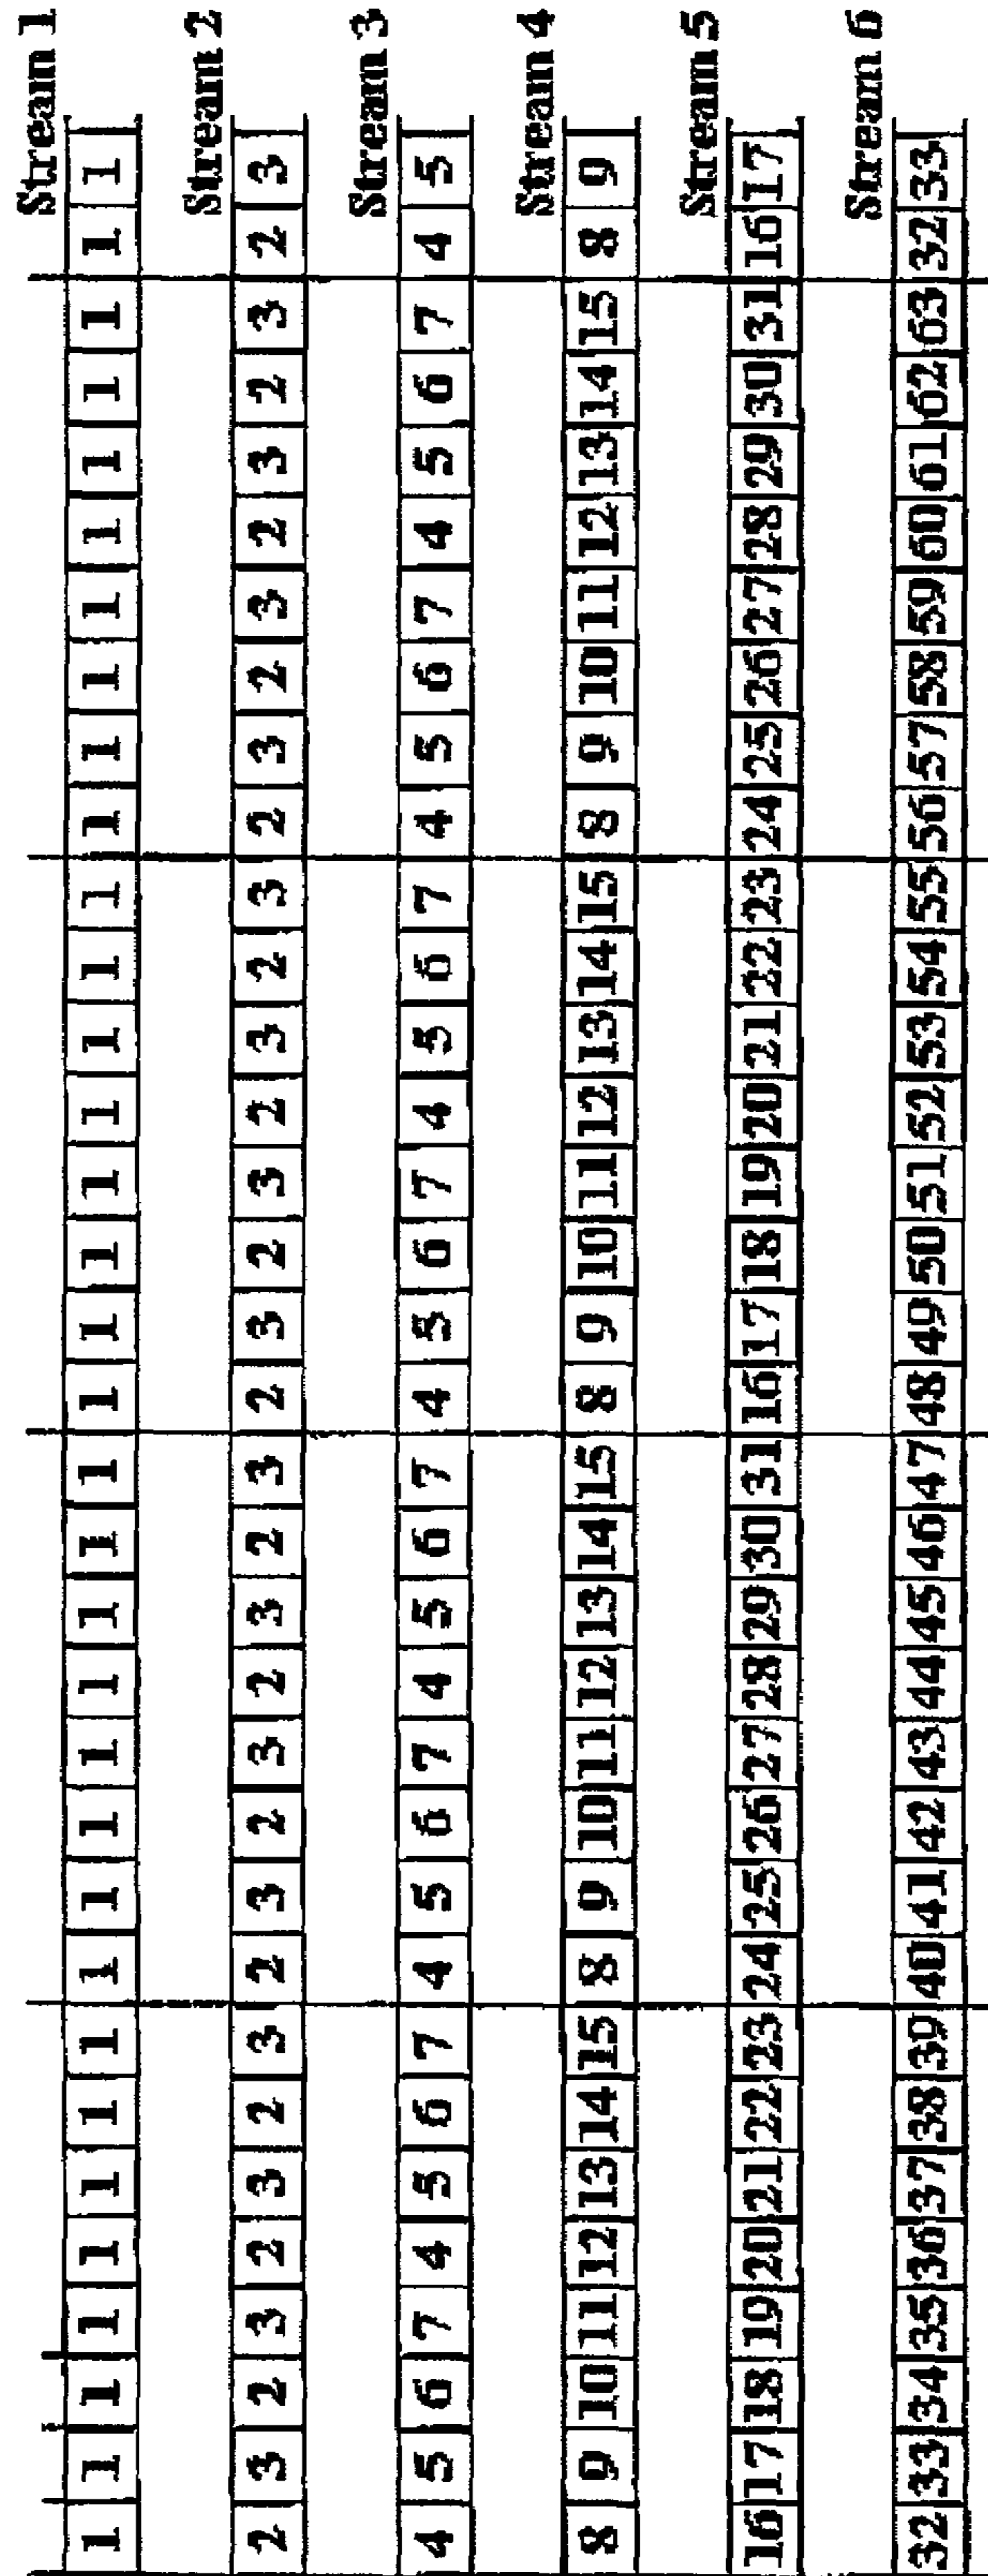 Stream 1
1 1 1 1 1 1 1 1 1 1 1 1 1 1 1 1 1 1 1 1 1 1 1 1 1 1 1 1 1 1 1 1 1 1
Stream 2
2 3 2 3 2 3 2 3 2 3 2 3 2 3 2 3 2 3 2 3 2 3 2 3 2 3 2 3 2 3 2 3 2 3
Stream 3
4 5 6 7 4 5 6 7 4 5 6 7 4 5 6 7 4 5 6 7 4 5 6 7 4 5 6 7 4 5 6 7 4 5
Stream 4
8 9 10 11 12 13 14 15 8 9 10 11 12 13 14 15 8 9 10 11 12 13 14 15 8 9 10 11 12 13 14 15 8 9
Stream 5
16 17 18 19 20 21 22 23 24 25 26 27 28 29 30 31 16 17 18 19 20 21 22 23 24 25 26 27 28 29 30 31 16 17
Stream 6
32 33 34 35 36 37 38 39 40 41 42 43 44 45 46 47 48 49 50 51 52 53 54 55 56 57 58 59 60 61 62 63 32 33